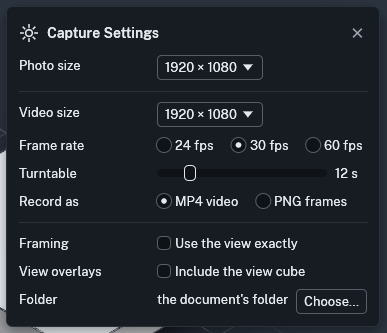 Capture Settings
Photo size 1920 × 1080
Video size 1920 × 1080
Frame rate 24 fps 30 fps 60 fps
Turntable 12 s
Record as MP4 video PNG frames
Framing Use the view exactly
View overlays Include the view cube
Folder the document's folder Choose...